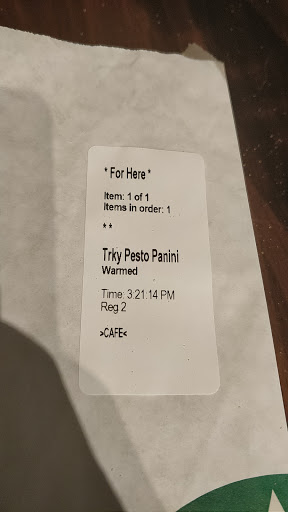 * For Here *
Item: 1 of 1
Items in order: 1
* *
Trky Pesto Panini
Warmed
Time: 3:21:14 PM
Reg 2
>CAFE<